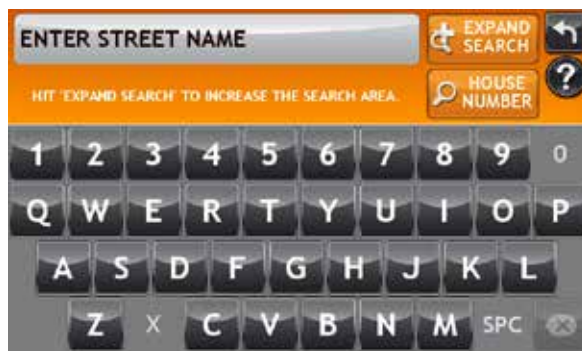 ENTER STREET NAME
EXPAND SEARCH
HIT 'EXPAND SEARCH' TO INCREASE THE SEARCH AREA.
HOUSE NUMBER
?
1 2 3 4 5 6 7 8 9 0
Q W E R T Y U I O P
A S D F G H J K L
Z X C V B N M SPC